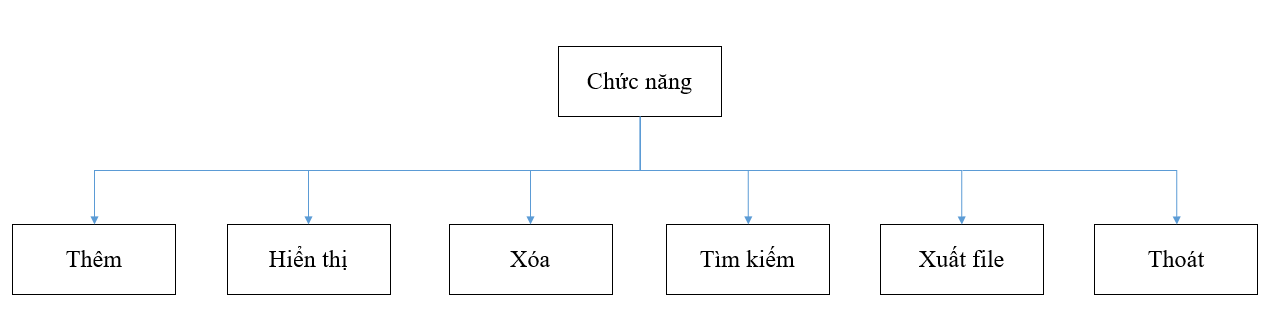 Chức năng
Thêm
Hiển thị
Xóa
Tìm kiếm
Xuất file
Thoát